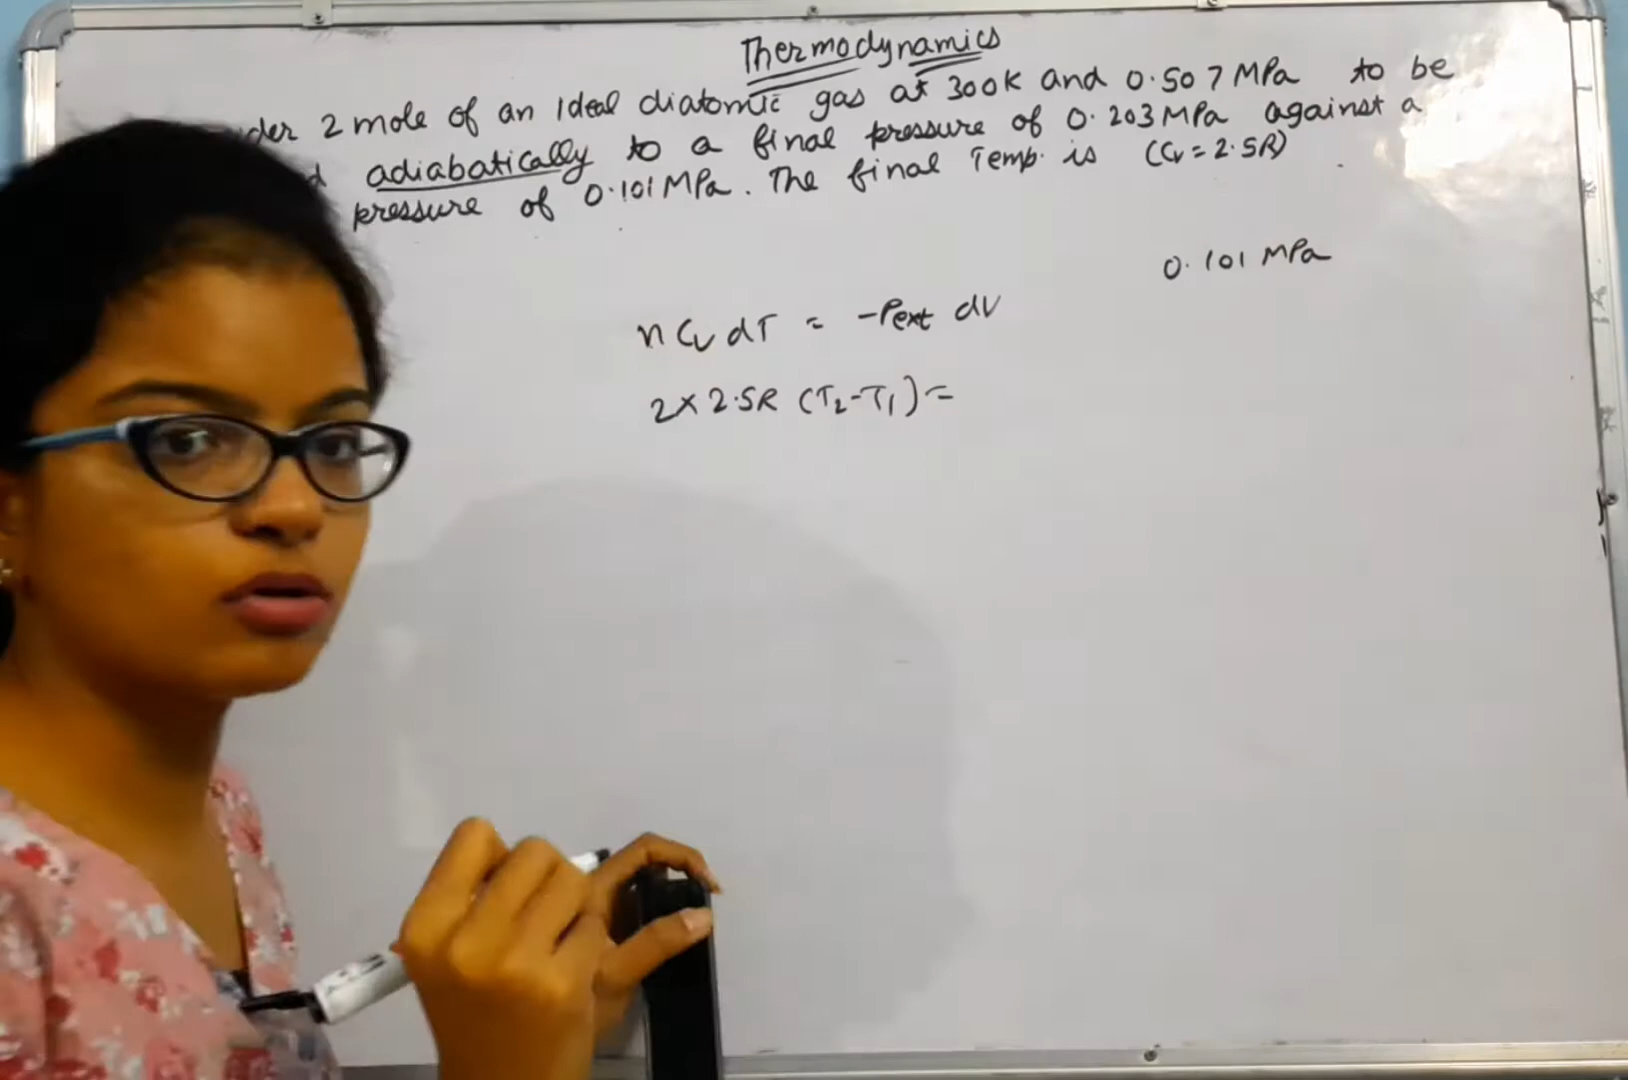 Thermodynamics
2 mole of an Ideal diatomic gas at 300K and 0.507 MPa to be
adiabatically to a final pressure of 0.203 MPa against a
pressure of 0.101 MPa. The final Temp. is (Cv = 2.5R)
0.101 MPa
n Cv dT = -Pext dV
2 x 2.5R (T2-T1) =